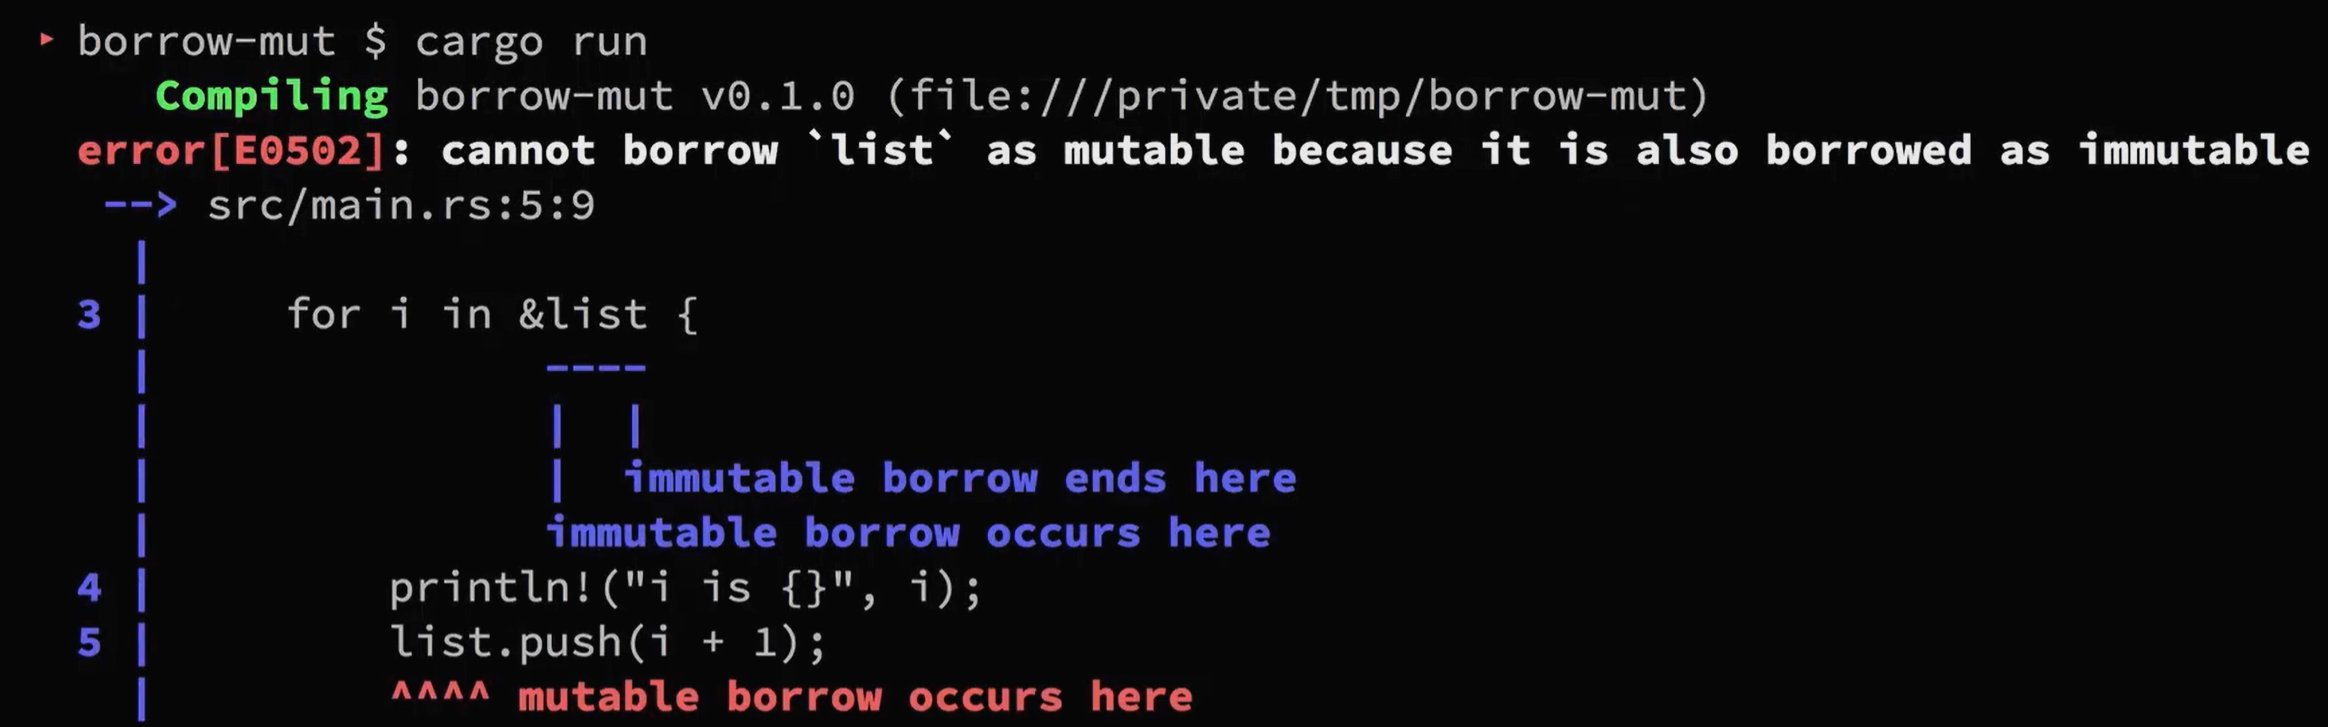 ▸ borrow-mut $ cargo run
   Compiling borrow-mut v0.1.0 (file:///private/tmp/borrow-mut)
error[E0502]: cannot borrow `list` as mutable because it is also borrowed as immutable
 --> src/main.rs:5:9
  |
3 |     for i in &list {
  |               ----
  |               |  |
  |               |  immutable borrow ends here
  |               immutable borrow occurs here
4 |         println!("i is {}", i);
5 |         list.push(i + 1);
  |         ^^^^ mutable borrow occurs here